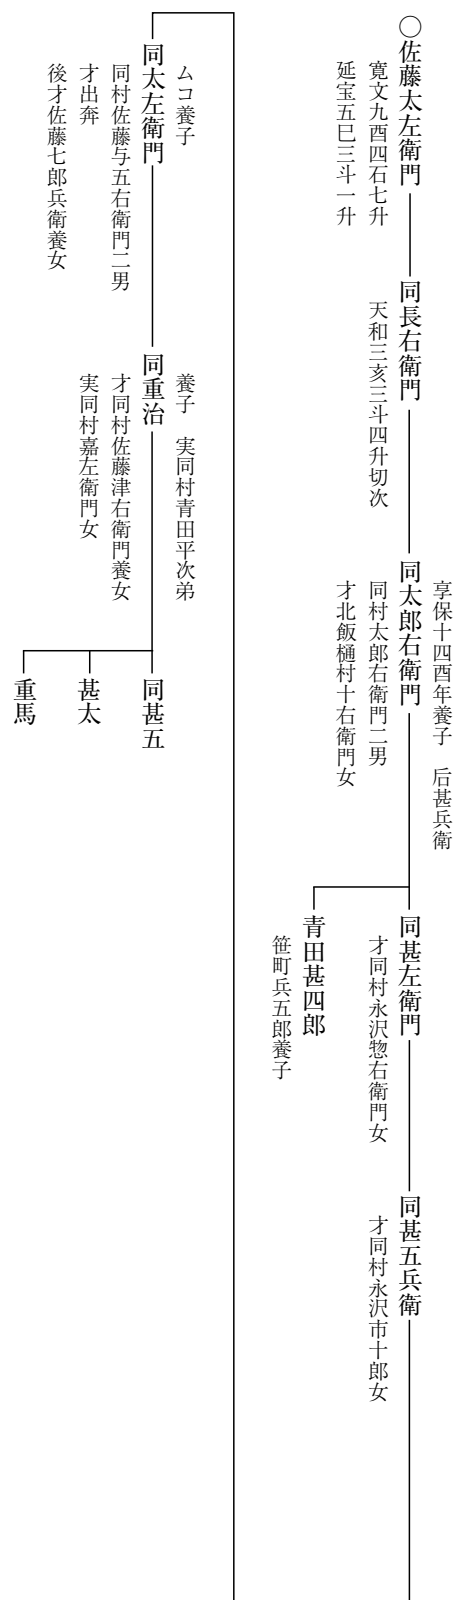 〇佐藤太左衛門
寛文九酉四石七升
延宝五巳三斗一升
同長右衛門
天和三亥三斗四升切次
享保十四酉年養子　后甚兵衛
同太郎右衛門
同村太郎右衛門二男
才北飯樋村十右衛門女
同甚左衛門
才同村永沢惣右衛門女
青田甚四郎
笹町兵五郎養子
同甚五兵衛
才同村永沢市十郎女
ムコ養子
同太左衛門
同村佐藤与五右衛門二男
才出奔
後才佐藤七郎兵衛養女
養子　実同村青田平次弟
同重治
才同村佐藤津右衛門養女
実同村嘉左衛門女
同甚五
甚太
重馬